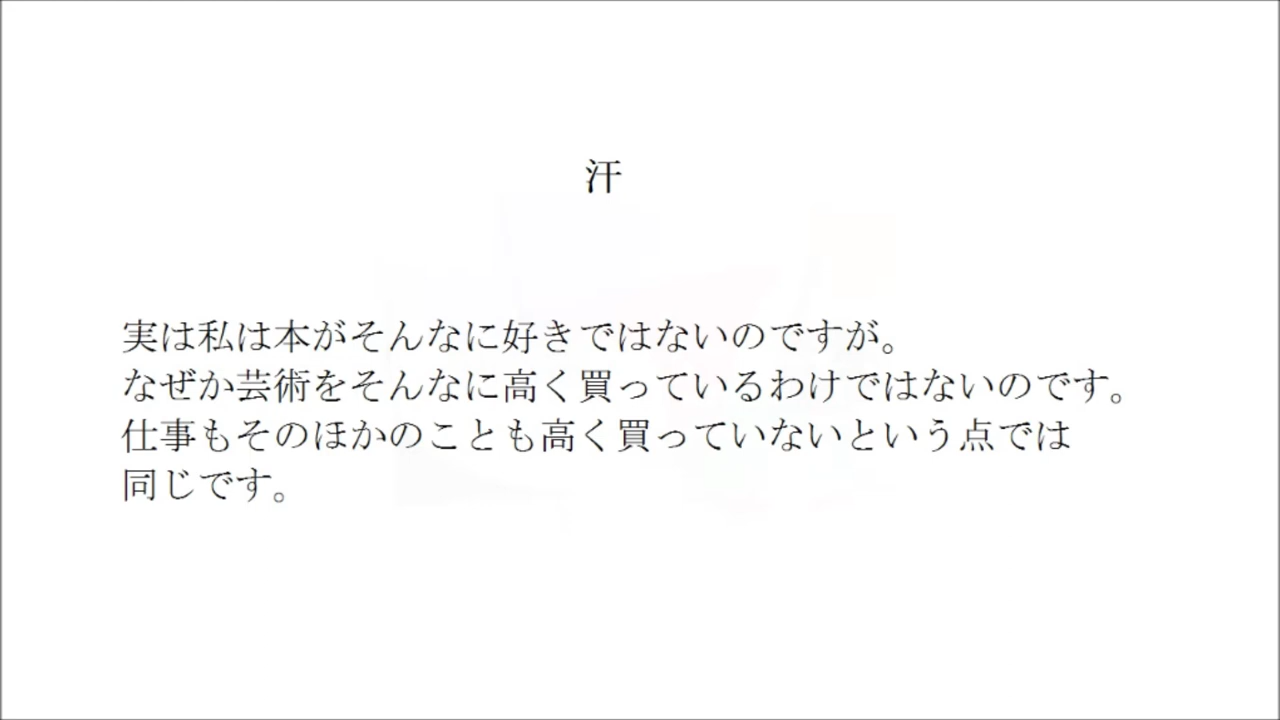 汗
実は私は本がそんなに好きではないのですが。
なぜか芸術をそんなに高く買っているわけではないのです。
仕事もそのほかのことも高く買っていないという点では
同じです。